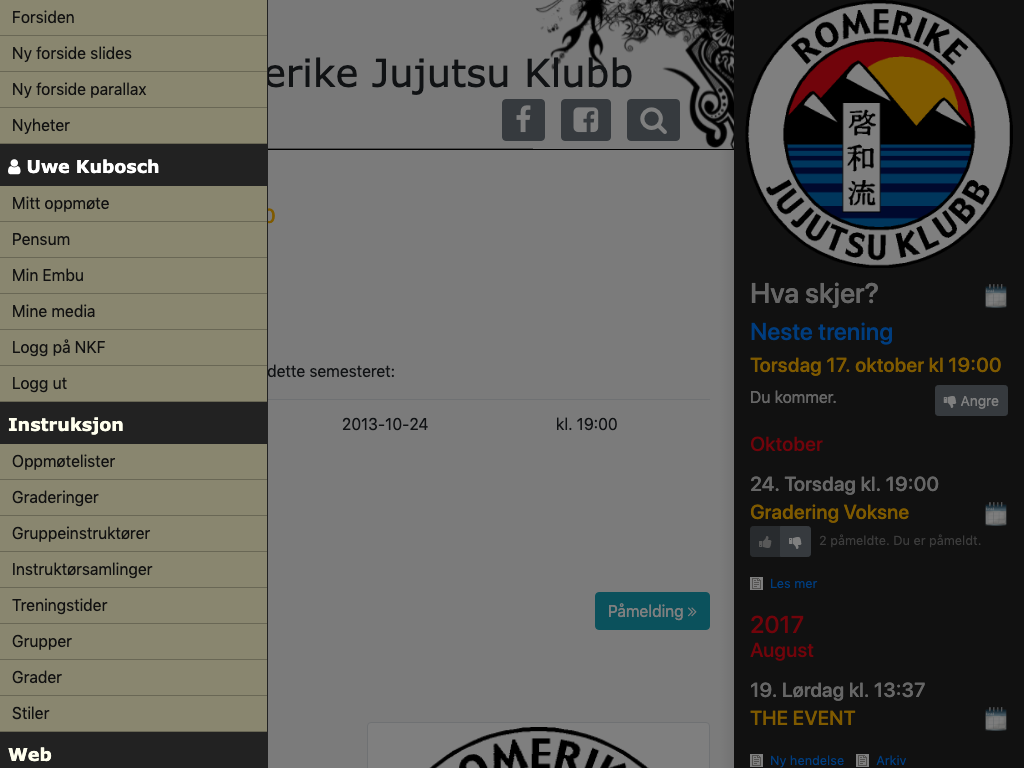 Forsiden
Ny forside slides
Ny forside parallax
Nyheter
Uwe Kubosch
Mitt oppmøte
Pensum
Min Embu
Mine media
Logg på NKF
Logg ut
Instruksjon
Oppmøtelister
Graderinger
Gruppeinstruktører
Instruktørsamlinger
Treningstider
Grupper
Grader
Stiler
Web
erike Jujutsu Klubb
dette semesteret:
2013-10-24 kl. 19:00
Påmelding »
ROMERIKE
ROMERIKE
啓和流
JUJUTSU KLUBB
Hva skjer?
Neste trening
Torsdag 17. oktober kl 19:00
Du kommer.
Angre
Oktober
24. Torsdag kl. 19:00
Gradering Voksne
2 påmeldte. Du er påmeldt.
Les mer
2017
August
19. Lørdag kl. 13:37
THE EVENT
Ny hendelse Arkiv